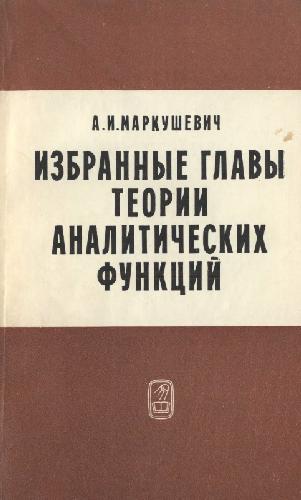 А.И.МАРКУШЕВИЧ
ИЗБРАННЫЕ ГЛАВЫ
ТЕОРИИ
АНАЛИТИЧЕСКИХ
ФУНКЦИЙ